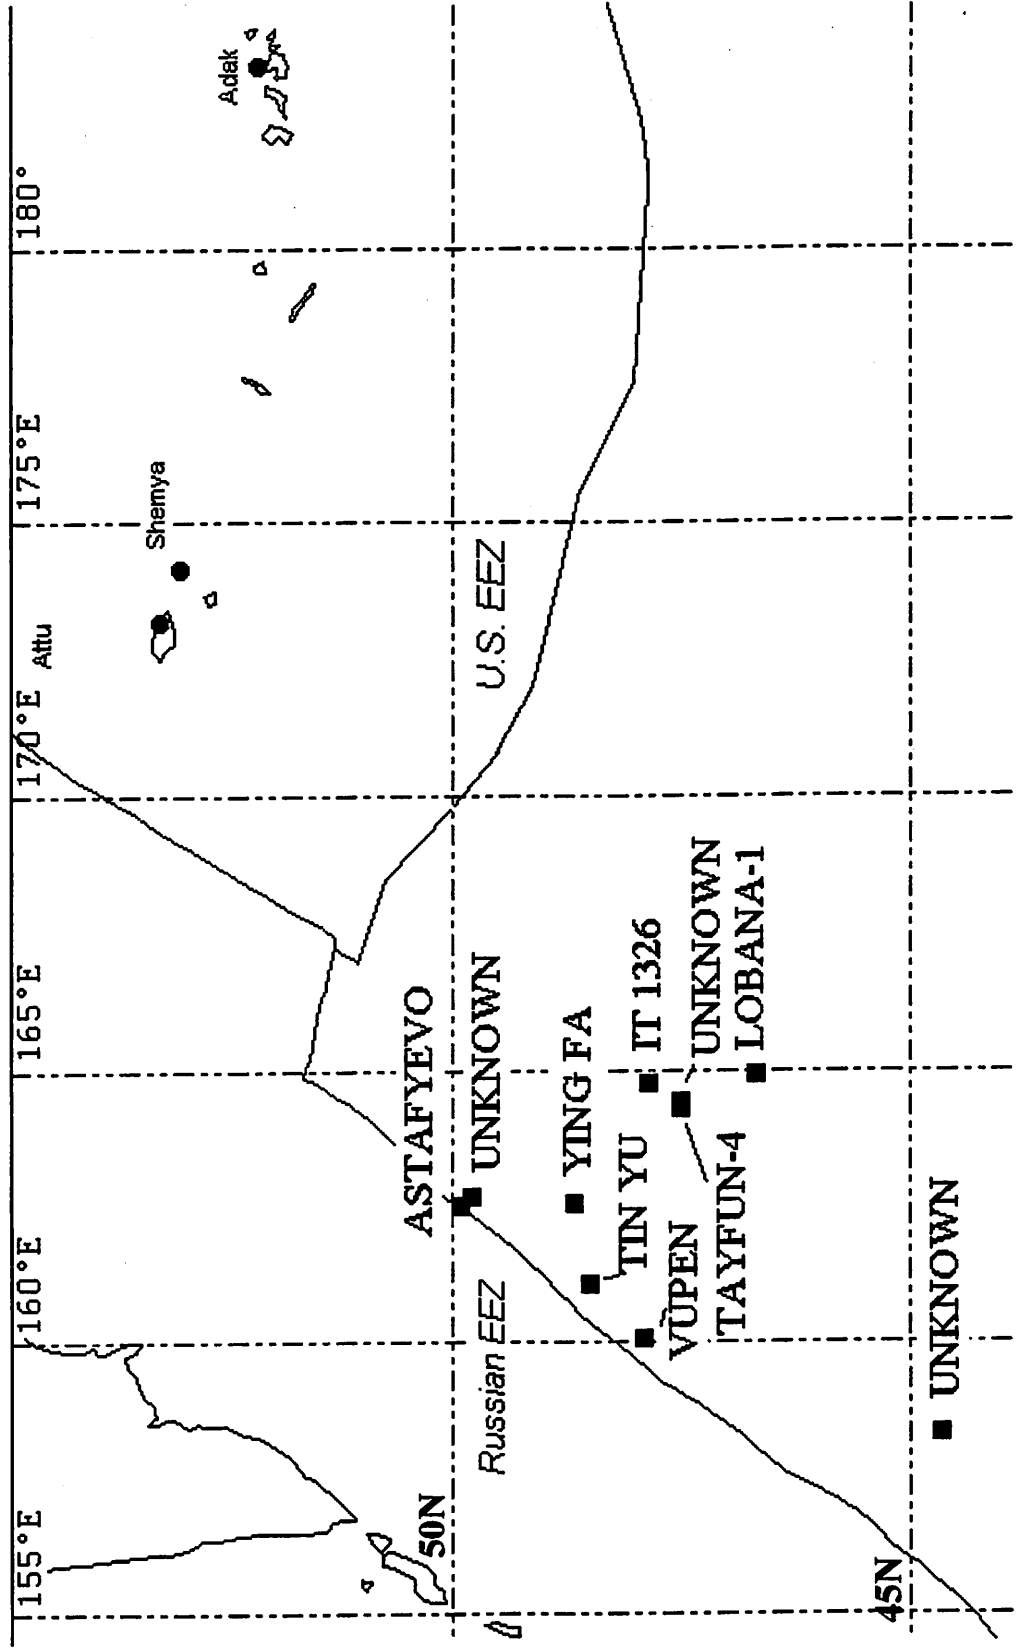 155°E
160°E
165°E
170°E
175°E
180°
Attu
Shemya
Adak
50N
45N
Russian EEZ
U.S. EEZ
ASTAFYEVO
UNKNOWN
YING FA
TIN YU
IT 1326
VUPEN
TAYFUN-4
UNKNOWN
LOBANA-1
UNKNOWN